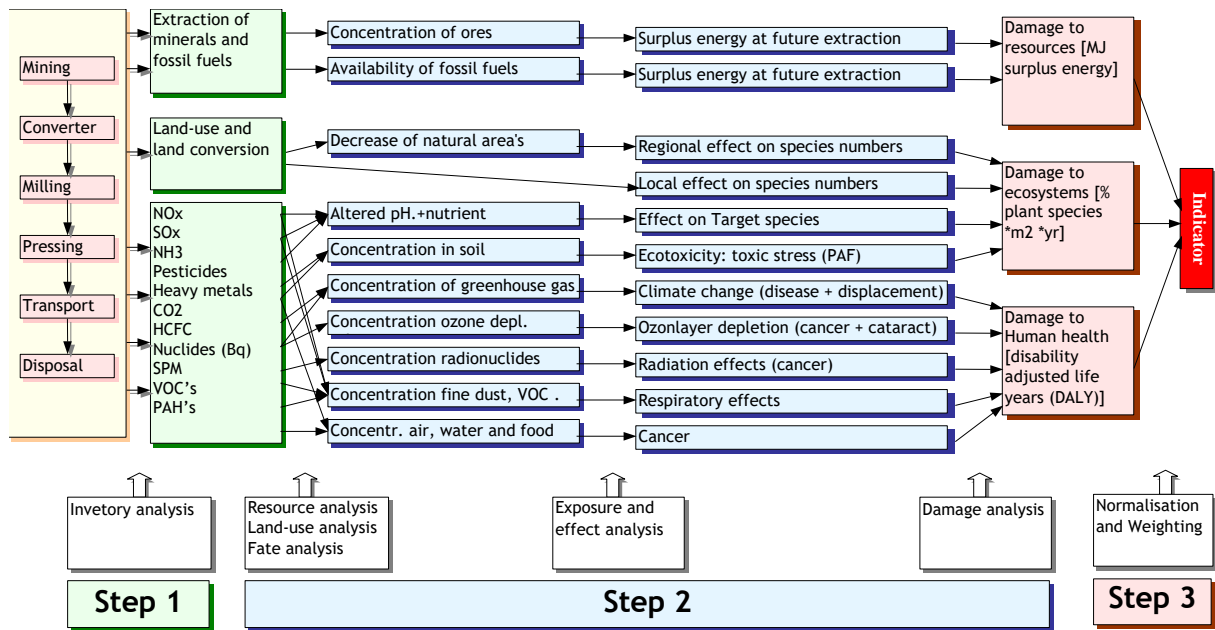 Mining
Converter
Milling
Pressing
Transport
Disposal
Extraction of
minerals and
fossil fuels
Land-use and
land conversion
NOx
SOx
NH3
Pesticides
Heavy metals
CO2
HCFC
Nuclides (Bq)
SPM
VOC's
PAH's
Concentration of ores
Availability of fossil fuels
Decrease of natural area's
Altered pH.+nutrient
Concentration in soil
Concentration of greenhouse gas
Concentration ozone depl.
Concentration radionuclides
Concentration fine dust, VOC .
Concentr. air, water and food
Surplus energy at future extraction
Surplus energy at future extraction
Regional effect on species numbers
Local effect on species numbers
Effect on Target species
Ecotoxicity: toxic stress (PAF)
Climate change (disease + displacement)
Ozonlayer depletion (cancer + cataract)
Radiation effects (cancer)
Respiratory effects
Cancer
Damage to
resources [MJ
surplus energy]
Damage to
ecosystems [%
plant species
*m2 *yr]
Damage to
Human health
[disability
adjusted life
years (DALY)]
Indicator
Invetory analysis
Resource analysis
Land-use analysis
Fate analysis
Exposure and
effect analysis
Damage analysis
Normalisation
and Weighting
Step 1
Step 2
Step 3